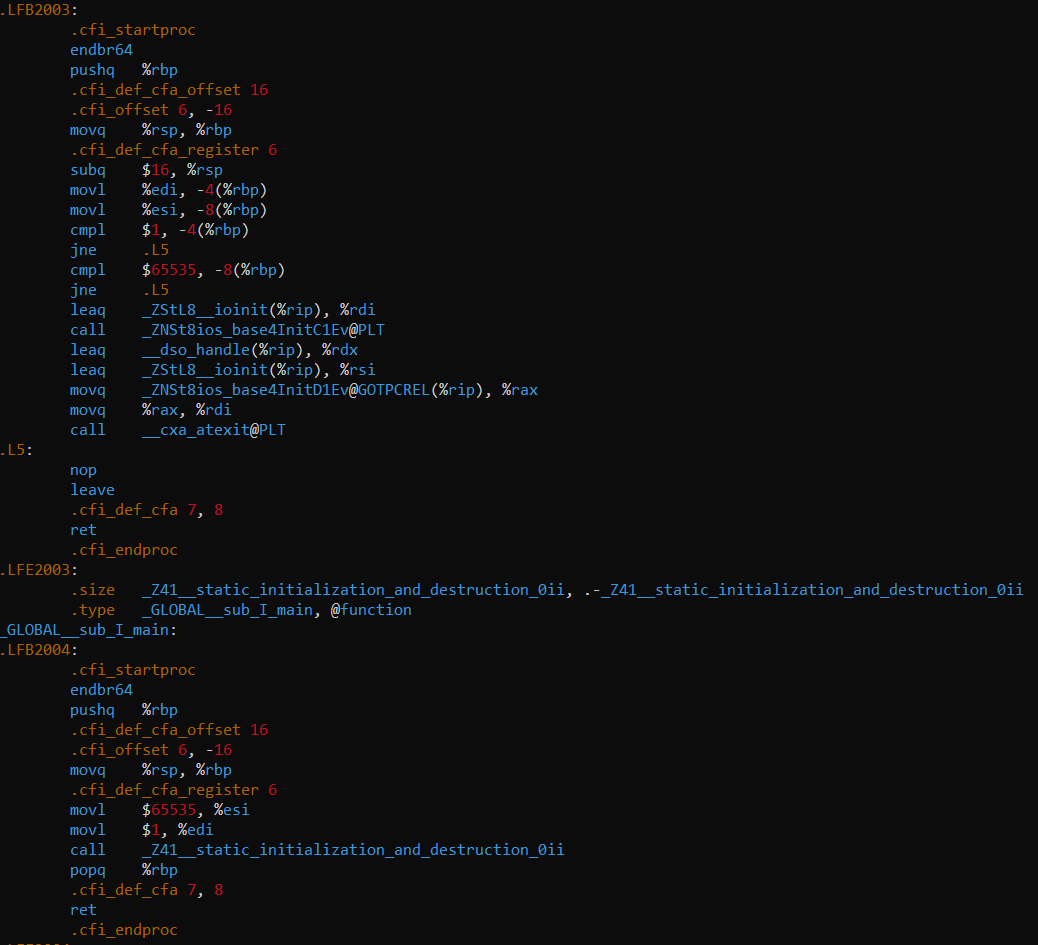 .LFB2003:
.cfi_startproc
endbr64
pushq %rbp
.cfi_def_cfa_offset 16
.cfi_offset 6, -16
movq %rsp, %rbp
.cfi_def_cfa_register 6
subq $16, %rsp
movl %edi, -4(%rbp)
movl %esi, -8(%rbp)
cmpl $1, -4(%rbp)
jne .L5
cmpl $65535, -8(%rbp)
jne .L5
leaq _ZStL8__ioinit(%rip), %rdi
call _ZNSt8ios_base4InitC1Ev@PLT
leaq __dso_handle(%rip), %rdx
leaq _ZStL8__ioinit(%rip), %rsi
movq _ZNSt8ios_base4InitD1Ev@GOTPCREL(%rip), %rax
movq %rax, %rdi
call __cxa_atexit@PLT
.L5:
nop
leave
.cfi_def_cfa 7, 8
ret
.cfi_endproc
.LFE2003:
.size _Z41__static_initialization_and_destruction_0ii, .-_Z41__static_initialization_and_destruction_0ii
.type _GLOBAL__sub_I_main, @function
_GLOBAL__sub_I_main:
.LFB2004:
.cfi_startproc
endbr64
pushq %rbp
.cfi_def_cfa_offset 16
.cfi_offset 6, -16
movq %rsp, %rbp
.cfi_def_cfa_register 6
movl $65535, %esi
movl $1, %edi
call _Z41__static_initialization_and_destruction_0ii
popq %rbp
.cfi_def_cfa 7, 8
ret
.cfi_endproc